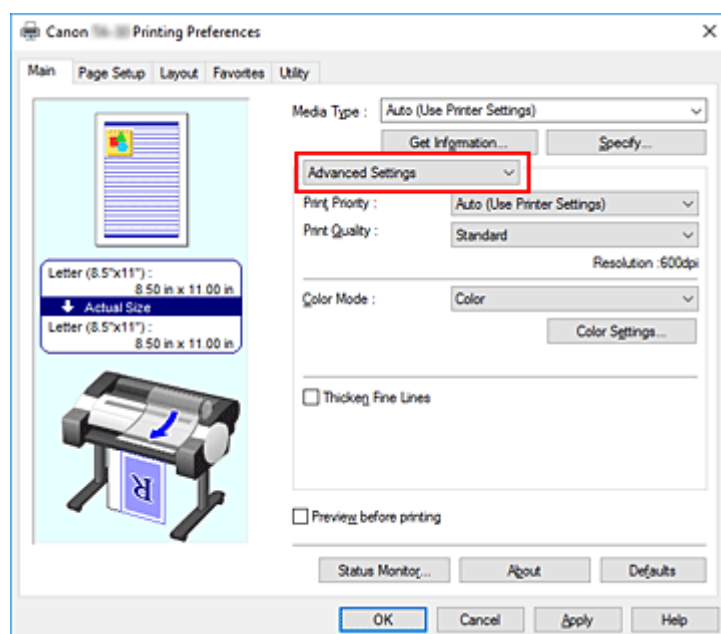 Canon Printing Preferences
Main Page Setup Layout Favorites Utility
Media Type : Auto (Use Printer Settings)
Get Information... Specify...
Advanced Settings
Print Priority : Auto (Use Printer Settings)
Print Quality : Standard
Resolution :600dpi
Letter (8.5"x11") :
8.50 in x 11.00 in
Actual Size
Letter (8.5"x11") :
8.50 in x 11.00 in
Color Mode : Color
Color Settings...
Thicken Fine Lines
R
Preview before printing
Status Monitor... About Defaults
OK Cancel Apply Help